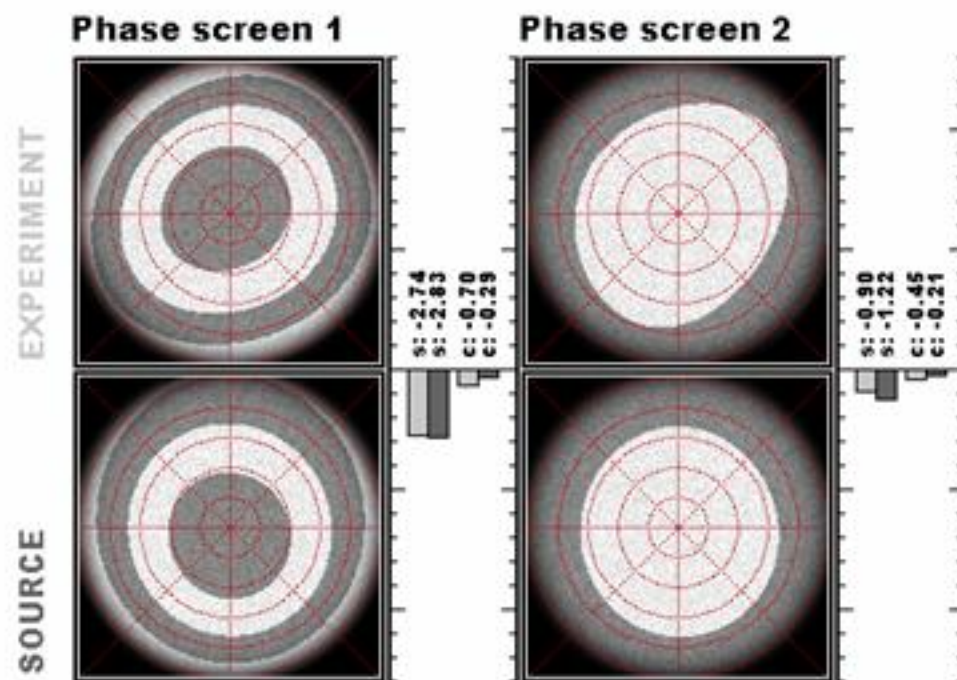 Phase screen 1
Phase screen 2
EXPERIMENT
s: -2.74
s: -2.83
c: -0.70
c: -0.29
s: -0.90
s: -1.22
c: -0.45
c: -0.21
SOURCE